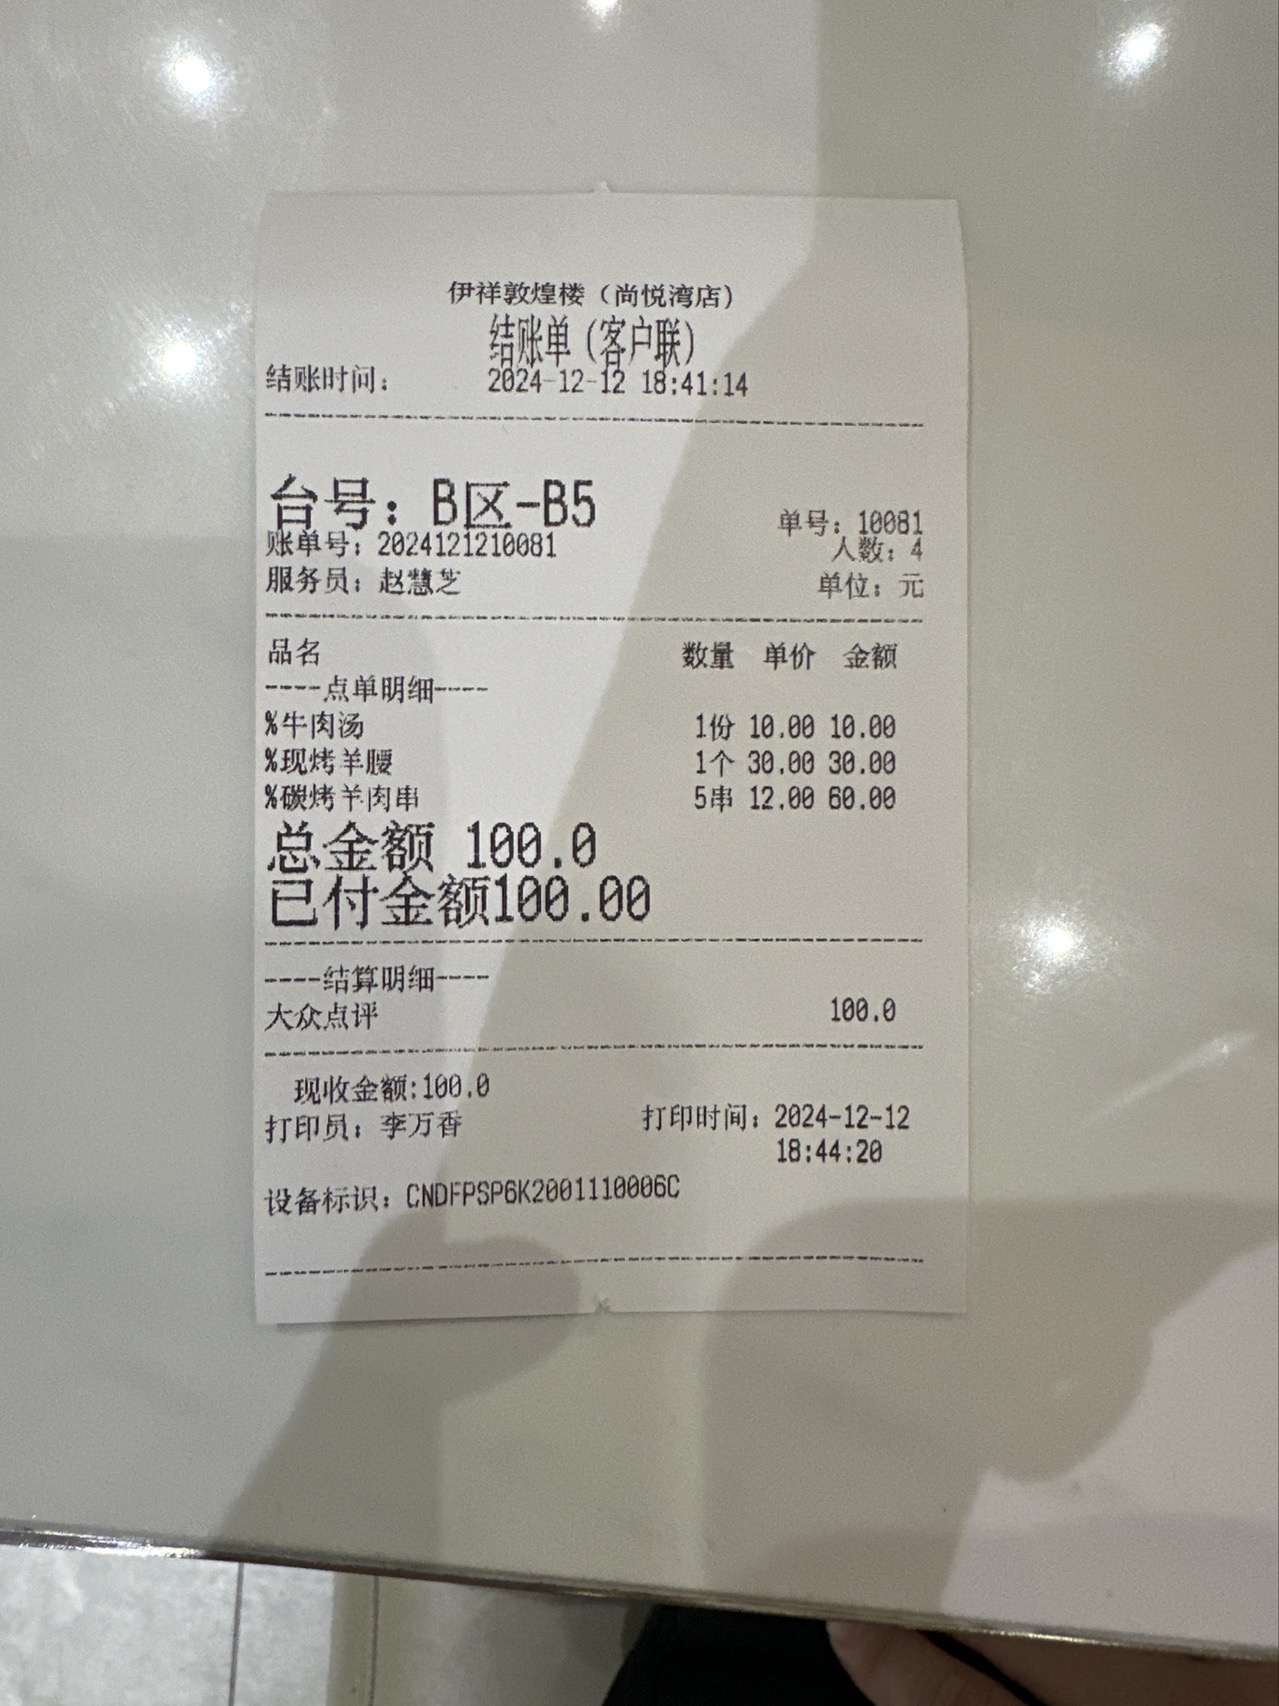 伊祥敦煌楼（尚悦湾店）
结账单（客户联）
结账时间： 2024-12-12 18:41:14
台号：B区-B5
单号：10081
账单号：2024121210081 人数：4
服务员：赵慧芝 单位：元
品名 数量 单价 金额
----点单明细----
%牛肉汤 1份 10.00 10.00
%现烤羊腰 1个 30.00 30.00
%碳烤羊肉串 5串 12.00 60.00
总金额 100.0
已付金额100.00
----结算明细----
大众点评 100.0
现收金额:100.0
打印员：李万香 打印时间：2024-12-12
18:44:20
设备标识：CNDFPSP6K2001110006C